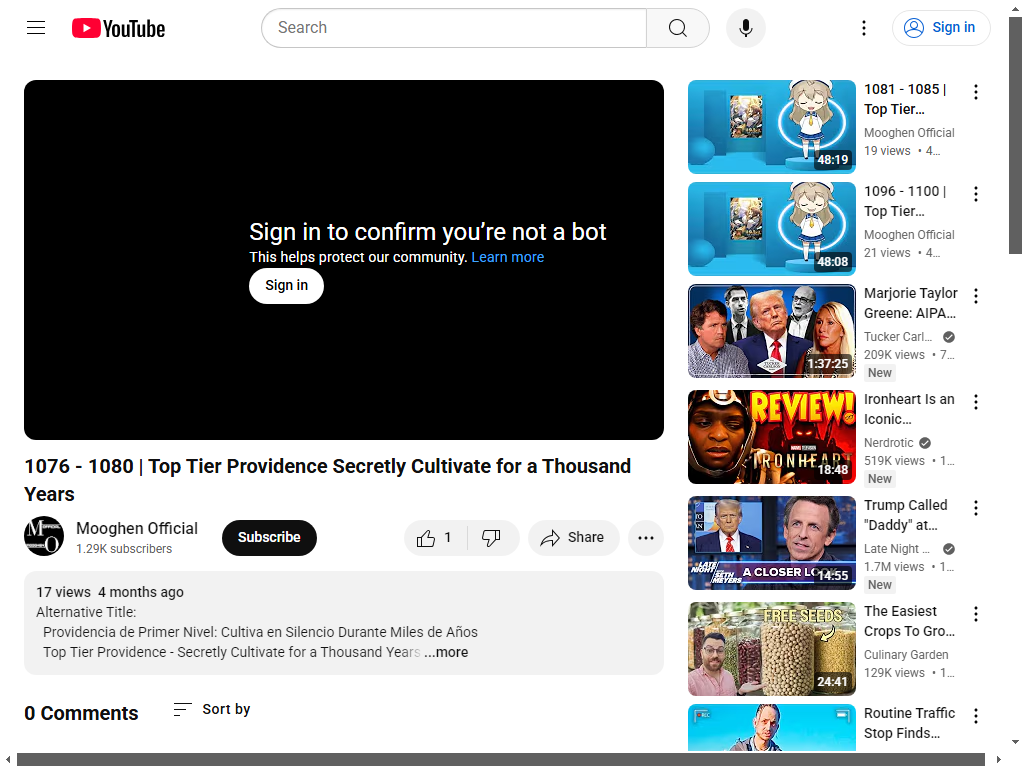 YouTube
Search
Sign in
Sign in to confirm you're not a bot
This helps protect our community. Learn more
Sign in
1076 - 1080 | Top Tier Providence Secretly Cultivate for a Thousand
Years
Mooghen Official
1.29K subscribers
Subscribe
1
Share
17 views 4 months ago
Alternative Title:
Providencia de Primer Nivel: Cultiva en Silencio Durante Miles de Años
Top Tier Providence - Secretly Cultivate for a Thousand Years ...more
0 Comments
Sort by
48:19
1081 - 1085 |
Top Tier...
Mooghen Official
19 views • 4...
48:08
1096 - 1100 |
Top Tier...
Mooghen Official
21 views • 4...
1:37:25
Marjorie Taylor
Greene: AIPA...
Tucker Carl...
209K views • 7...
New
REVIEW!
IRONHEART
18:48
Ironheart Is an
Iconic...
Nerdrotic
519K views • 1...
New
LATE
NIGHT
SETH
MEYERS
A CLOSER LOOK
14:55
Trump Called
"Daddy" at...
Late Night ...
1.7M views • 1...
New
FREE SEEDS
24:41
The Easiest
Crops To Gro...
Culinary Garden
129K views • 1...
REC
Routine Traffic
Stop Finds...